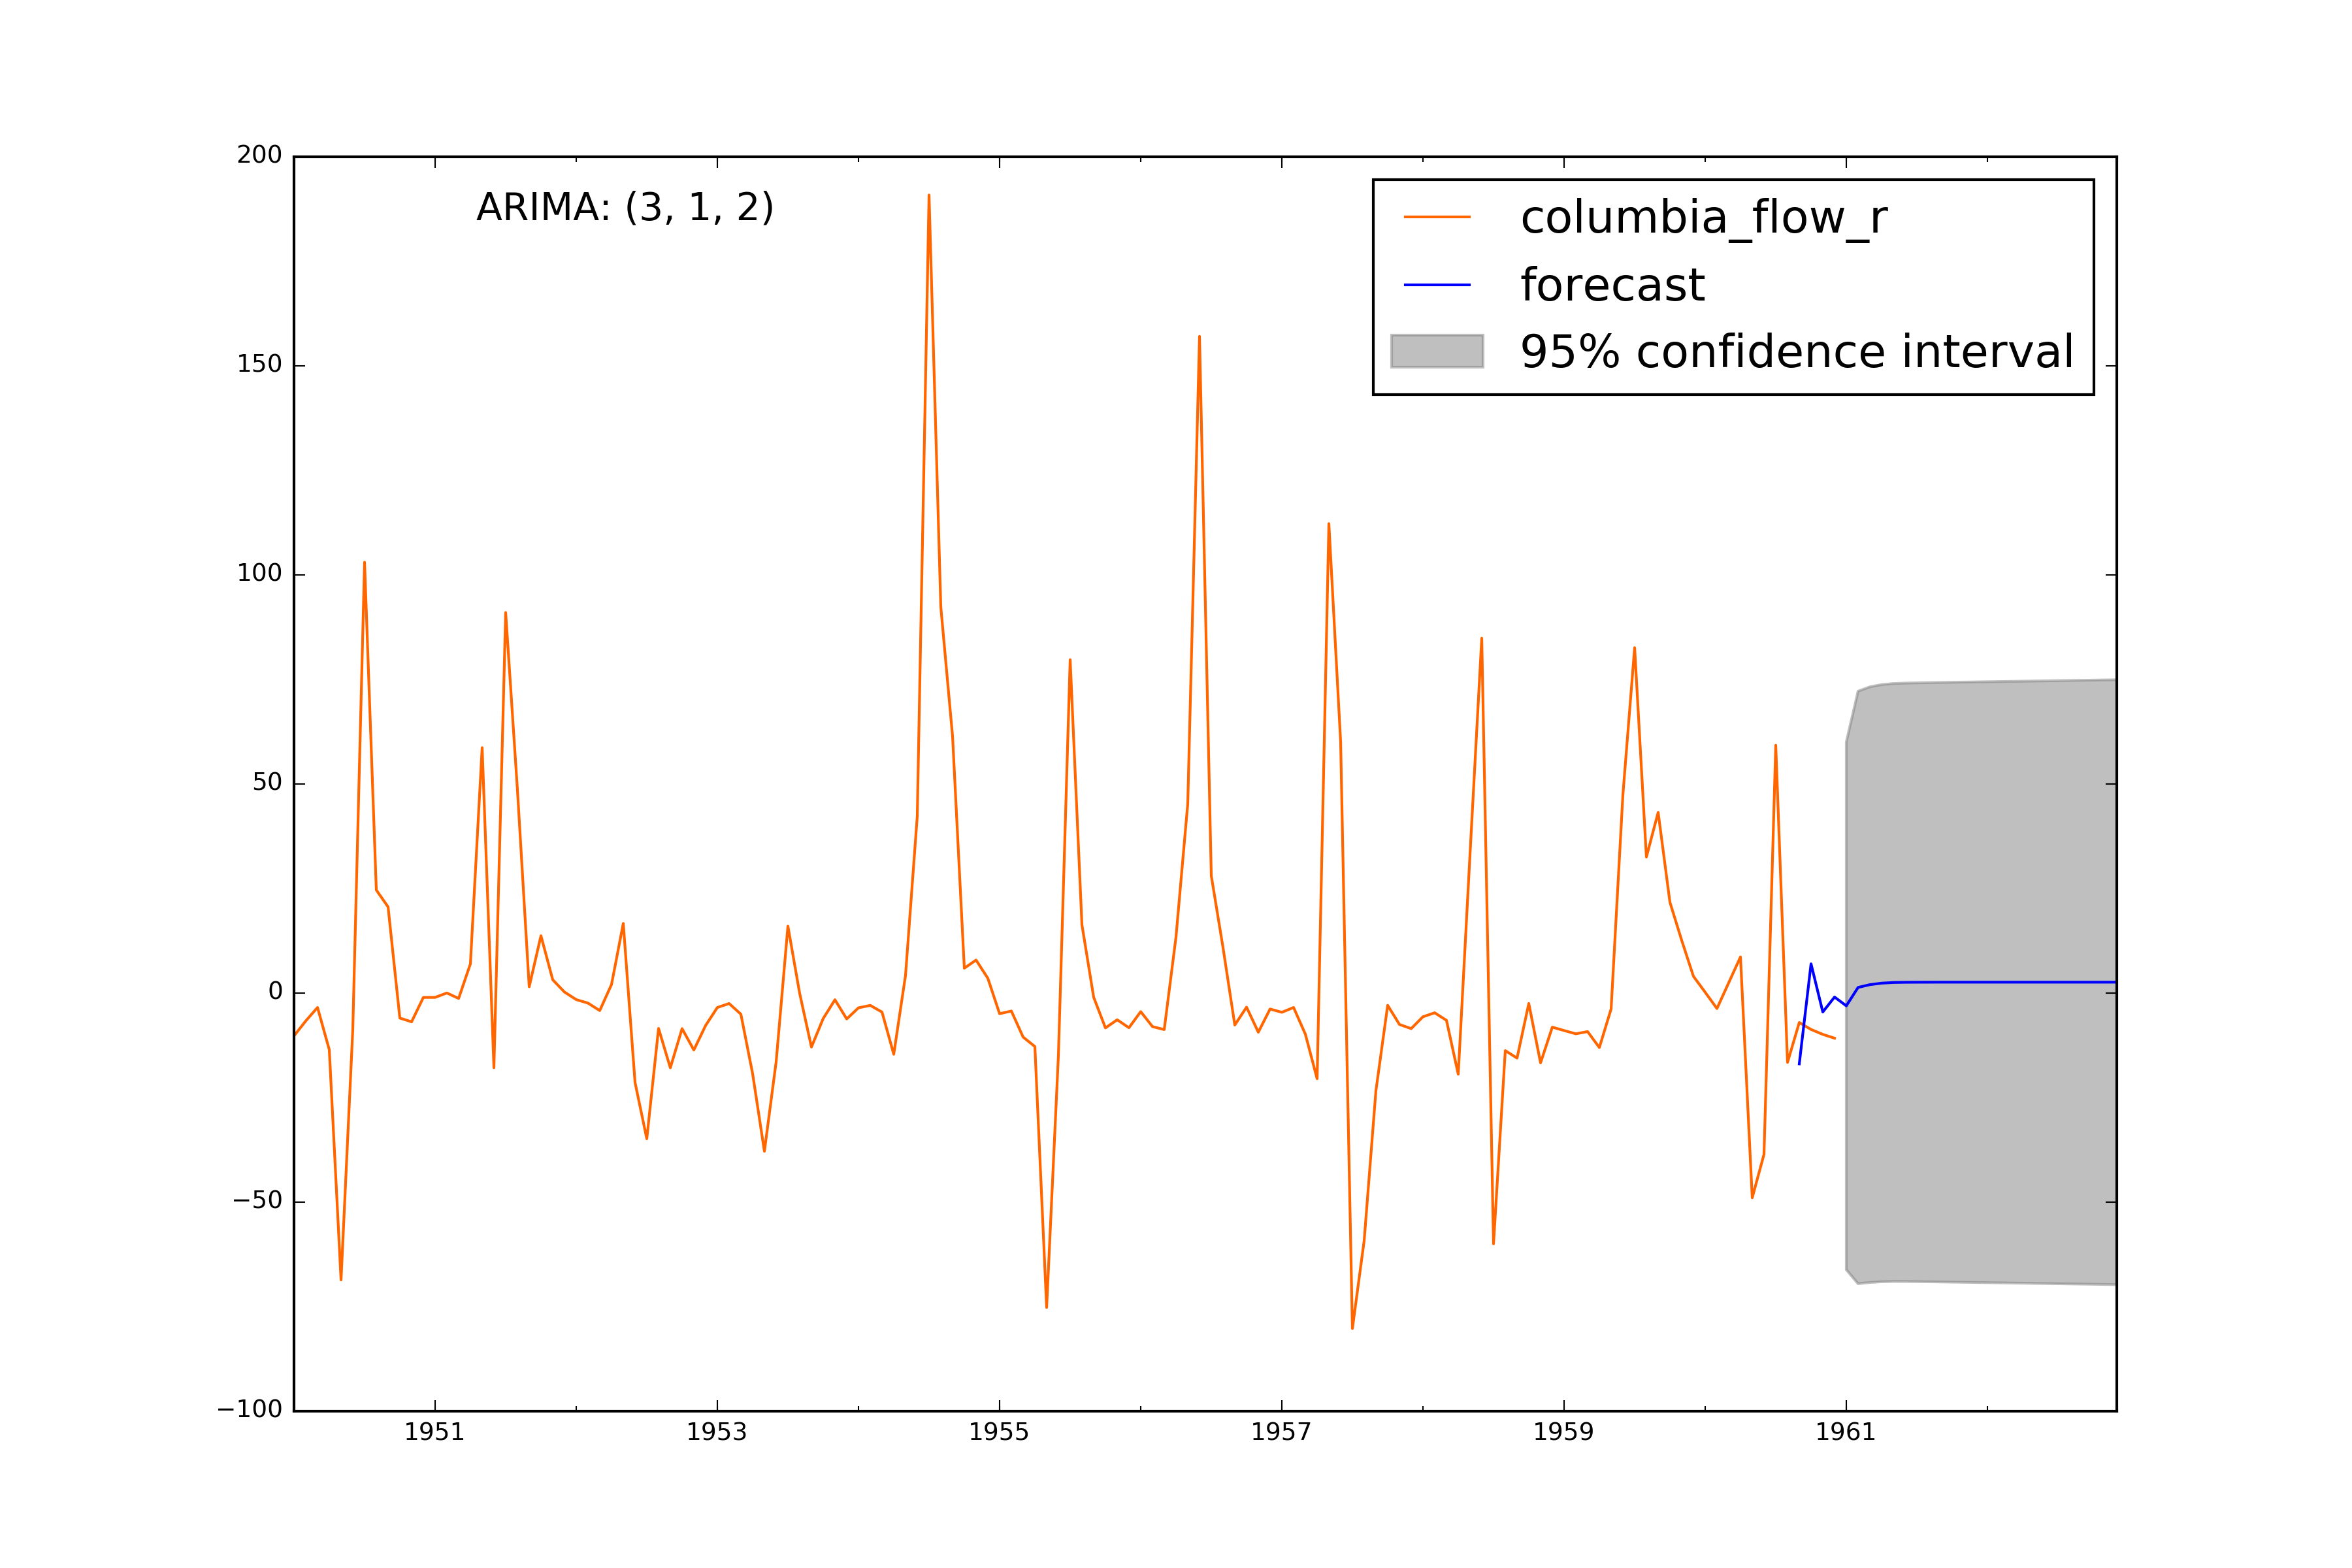 ARIMA: (3, 1, 2)
columbia_flow_r
forecast
95% confidence interval
200
150
100
50
0
−50
−100
1951 1953 1955 1957 1959 1961